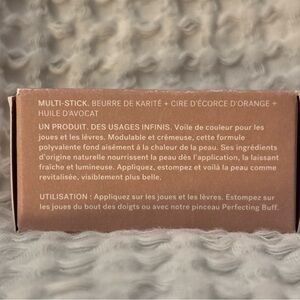 MULTI-STICK. BEURRE DE KARITÉ + CIRE D'ÉCORCE D'ORANGE +
HUILE D'AVOCAT
UN PRODUIT. DES USAGES INFINIS. Voile de couleur pour les
joues et les lèvres. Modulable et crémeuse, cette formule
polyvalente fond aisément à la chaleur de la peau. Ses ingrédients
d'origine naturelle nourrissent la peau dès l'application, la laissant
fraîche et lumineuse. Appliquez, estompez et voilà la peau comme
revitalisée, visiblement plus belle.
UTILISATION : Appliquez sur les joues et les lèvres. Estompez sur
les joues du bout des doigts ou avec notre pinceau Perfecting Buff.